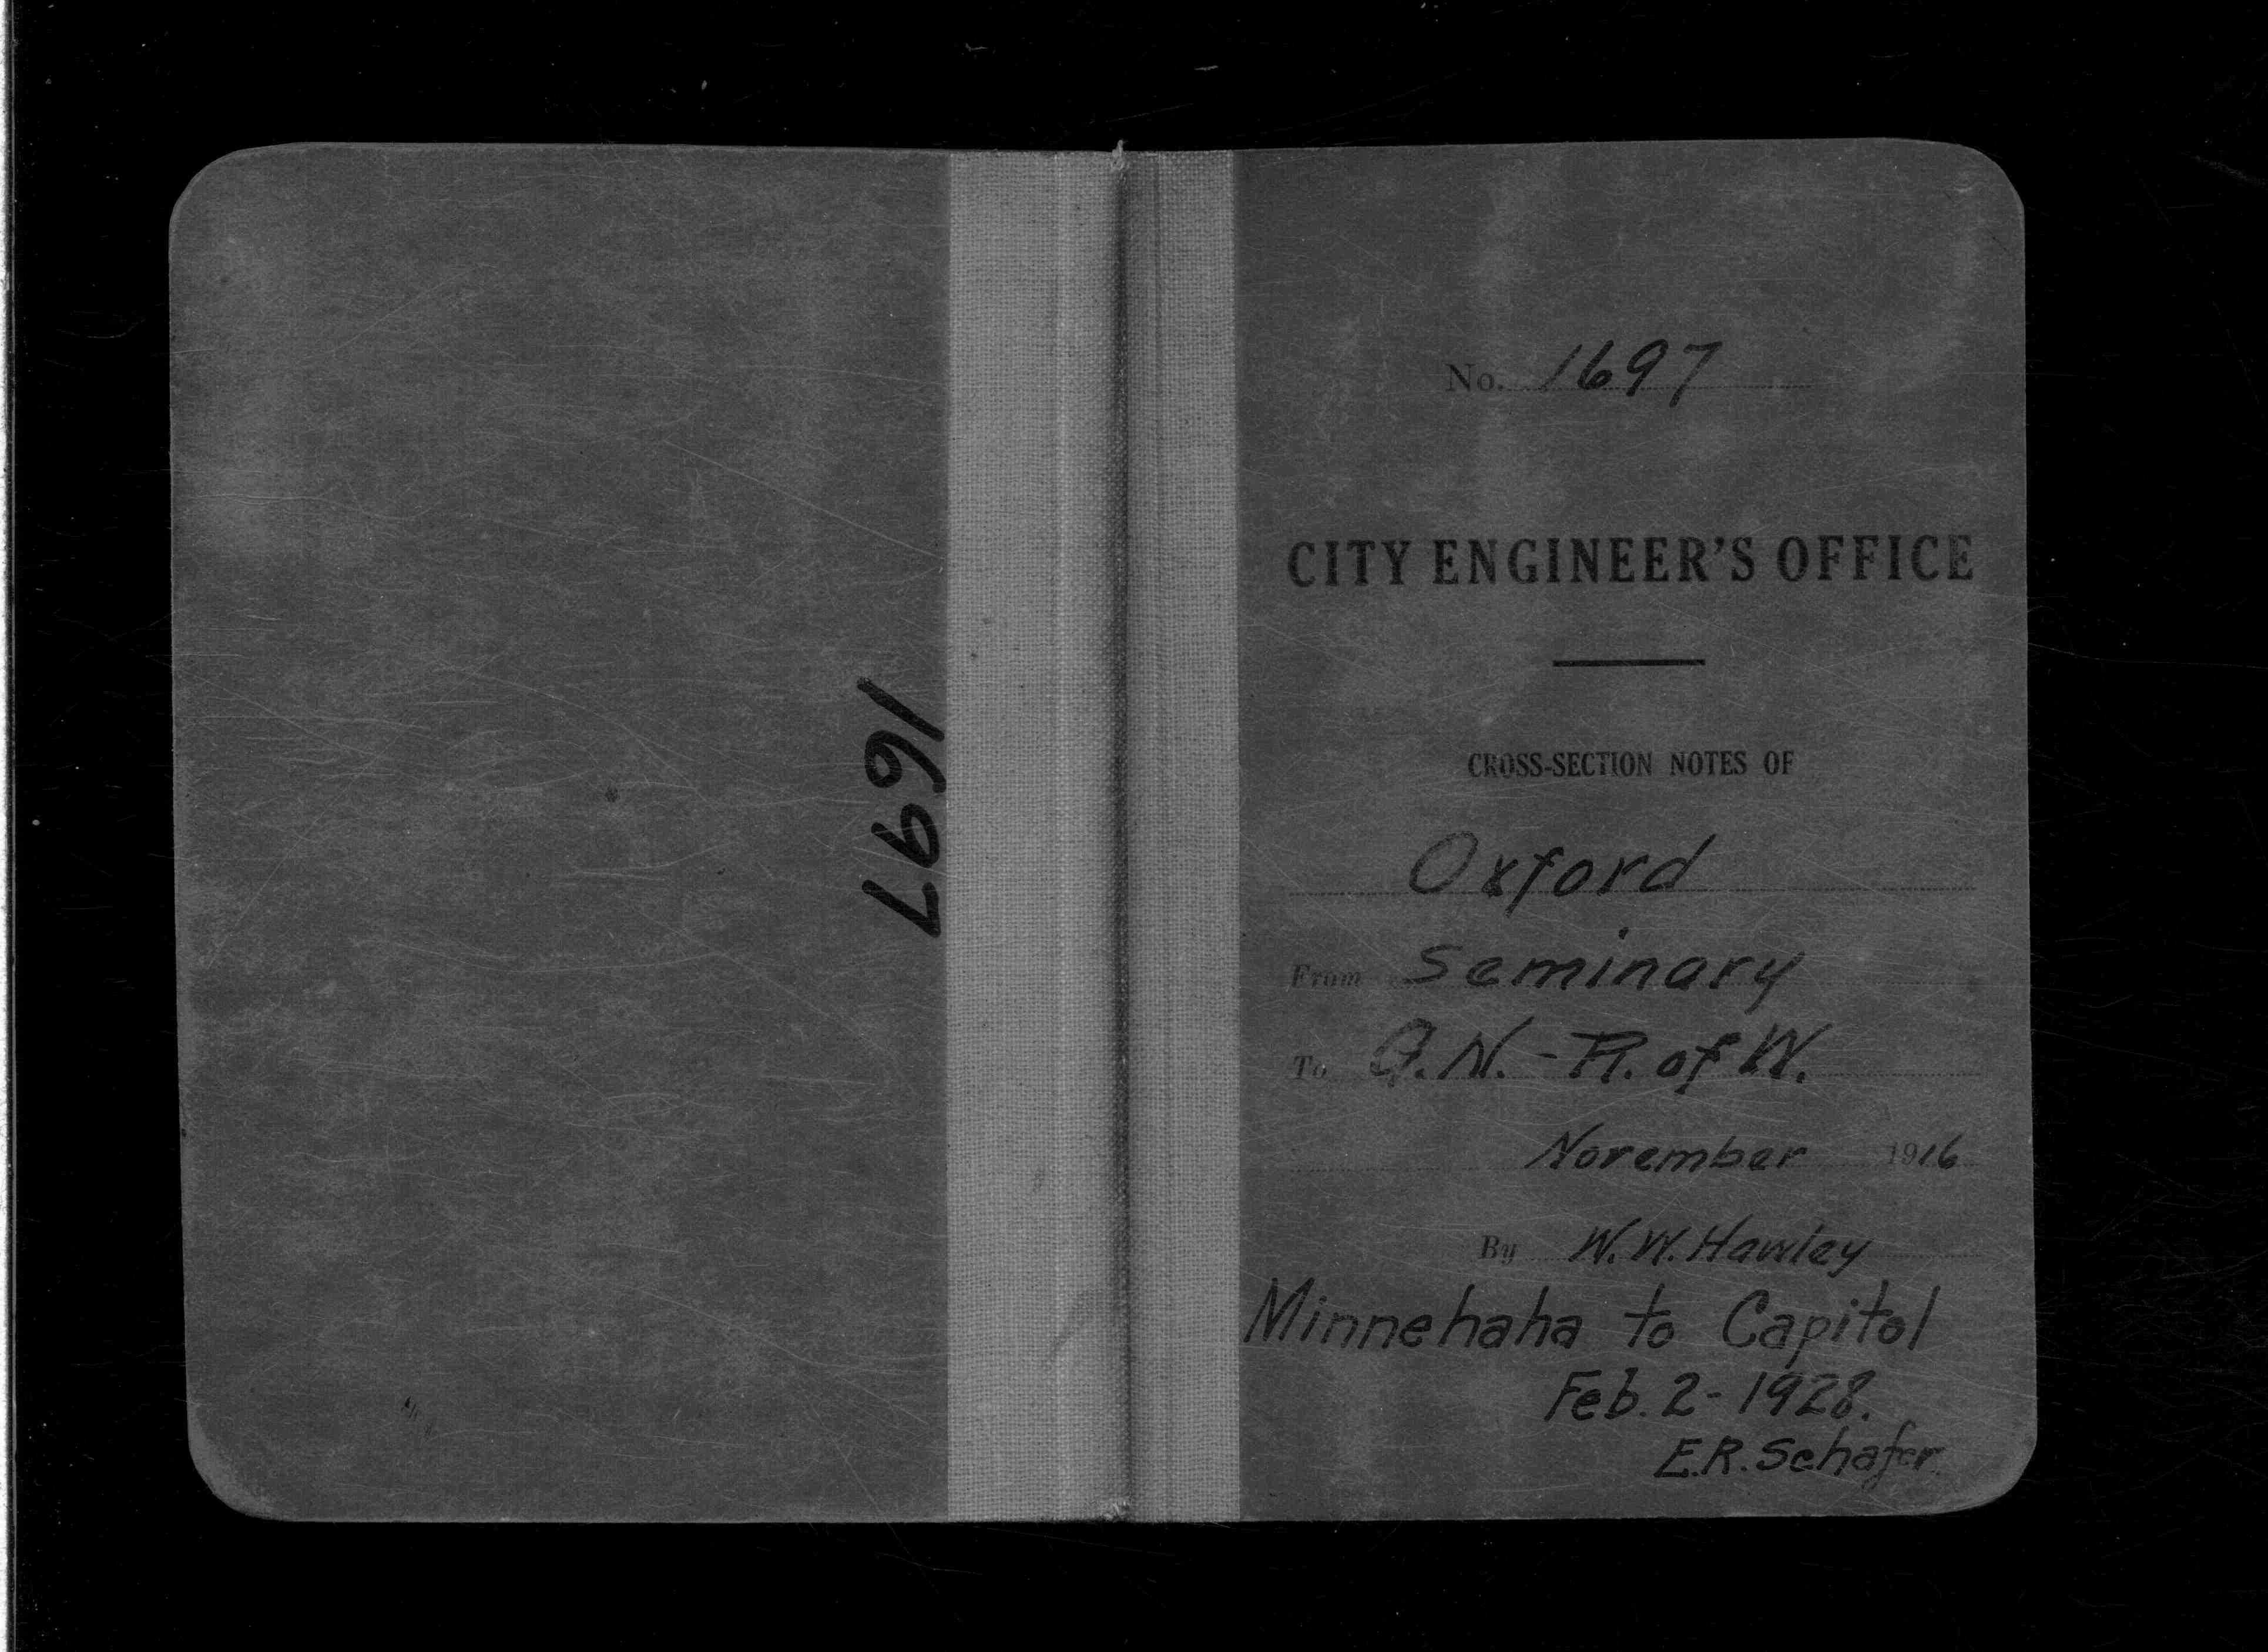 1697
No. 1697
CITY ENGINEER'S OFFICE
CROSS-SECTION NOTES OF
Oxford
From Seminary
To G.N.-R. of W.
November 1916
By W.W. Hawley
Minnehaha to Capitol
Feb. 2-1928.
E.R. Schafer